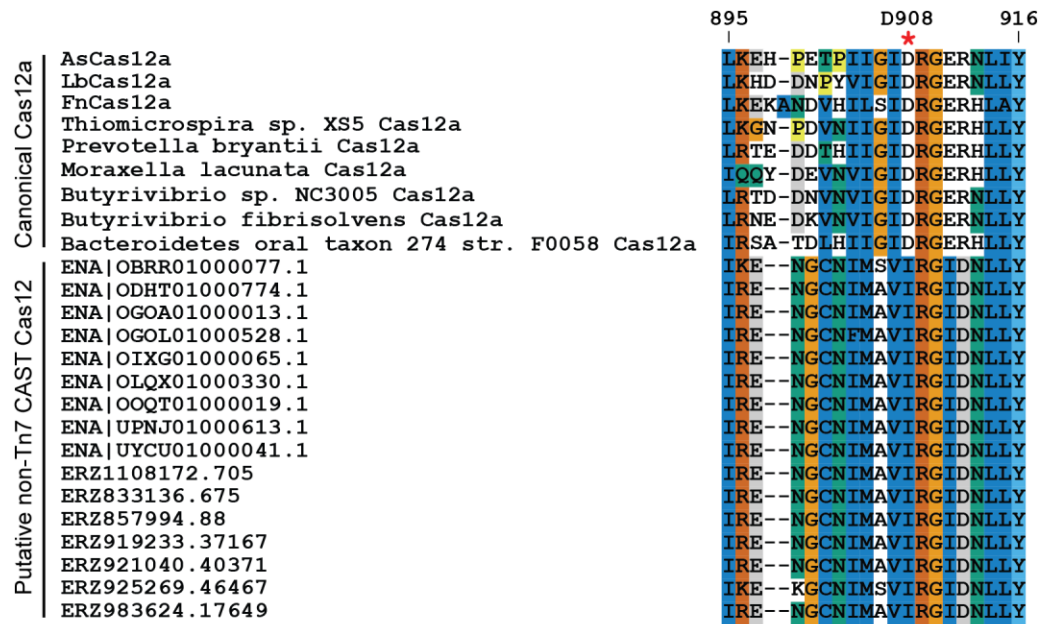 895 D908 916
*
Canonical Cas12a
AsCas12a LKEH-PETPIIGIDRGERNLIY
LbCas12a LKHD-DNPYVIGIDRGERNLLY
FnCas12a LKEKANDVHILSIDRGERHLAY
Thiomicrospira sp. XS5 Cas12a LKGN-PDVNIIGIDRGERHLLY
Prevotella bryantii Cas12a LRTE-DDTHIIGIDRGERHLLY
Moraxella lacunata Cas12a IQQY-DEVNVIGIDRGERHLLY
Butyrivibrio sp. NC3005 Cas12a LRTD-DNVNVIGIDRGERNLLY
Butyrivibrio fibrisolvens Cas12a LRNE-DKVNVIGIDRGERNLLY
Bacteroidetes oral taxon 274 str. F0058 Cas12a IRSA-TDLHIIGIDRGERHLLY
Putative non-Tn7 CAST Cas12
ENA|OBRR01000077.1 IKE--NGCNIMSVIRGIDNLLY
ENA|ODHT01000774.1 IRE--NGCNIMAVIRGIDNLLY
ENA|OGOA01000013.1 IRE--NGCNIMAVIRGIDNLLY
ENA|OGOL01000528.1 IRE--NGCNFMAVIRGIDNLLY
ENA|OIXG01000065.1 IRE--NGCNIMAVIRGIDNLLY
ENA|OLQX01000330.1 IRE--NGCNIMAVIRGIDNLLY
ENA|OOQT01000019.1 IRE--NGCNIMAVIRGIDNLLY
ENA|UPNJ01000613.1 IRE--NGCNIMAVIRGIDNLLY
ENA|UYCU01000041.1 IRE--NGCNIMAVIRGIDNLLY
ERZ1108172.705 IRE--NGCNIMAVIRGIDNLLY
ERZ833136.675 IRE--NGCNIMAVIRGIDNLLY
ERZ857994.88 IRE--NGCNIMAVIRGIDNLLY
ERZ919233.37167 IRE--NGCNIMAVIRGIDNLLY
ERZ921040.40371 IRE--NGCNIMAVIRGIDNLLY
ERZ925269.46467 IKE--KGCNIMSVIRGIDNLLY
ERZ983624.17649 IRE--NGCNIMAVIRGIDNLLY